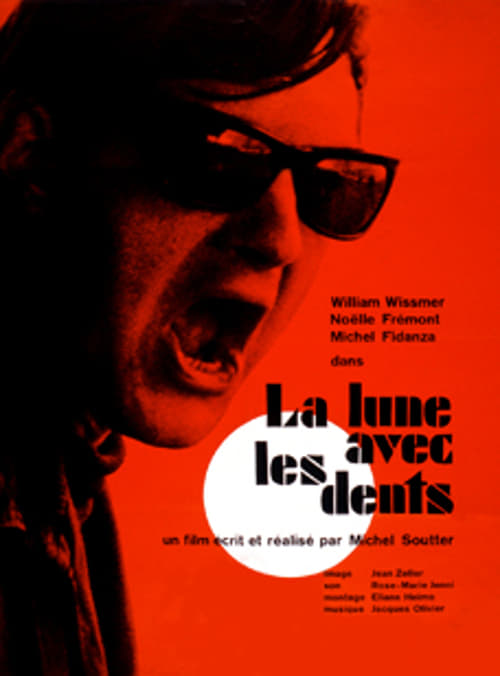 William Wissmer
Noëlle Frémont
Michel Fidanza
dans
La lune
avec
les
dents
un film écrit et réalisé par Michel Soutter
image Jean Zeller
son Rose-Marie Jenni
montage Eliane Heimo
musique Jacques Olivier